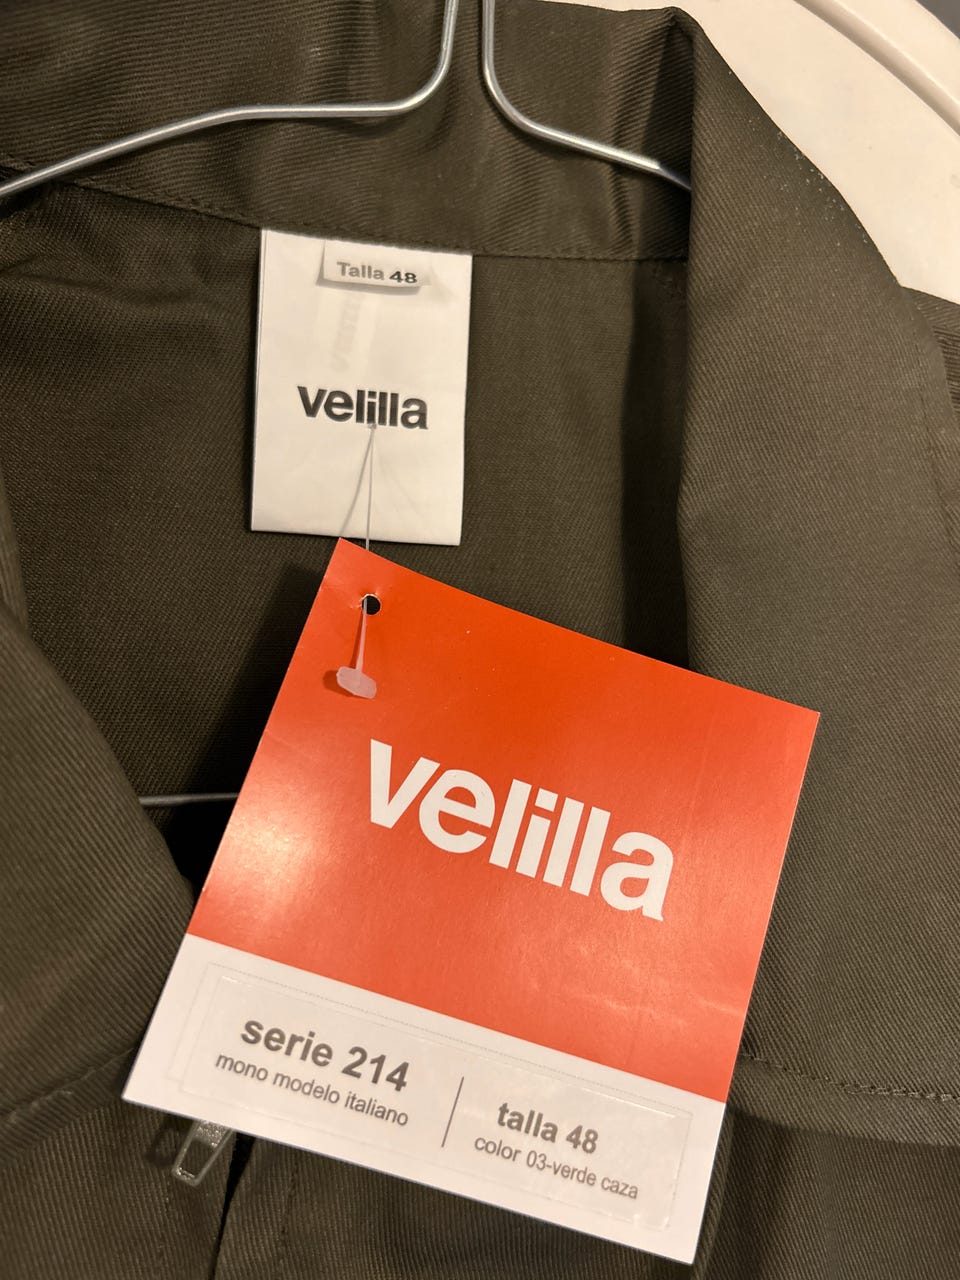 Talla 48
velilla
velilla
serie 214
mono modelo italiano
talla 48
color 03-verde caza